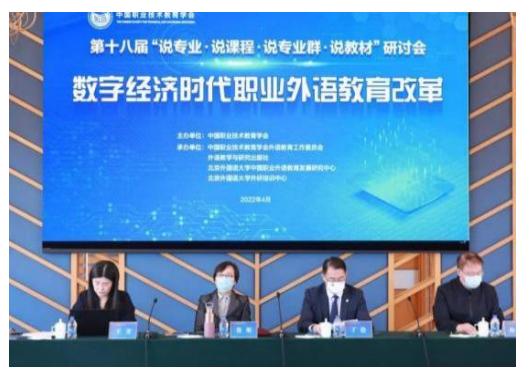 中国职业技术教育学会
第十八届“说专业·说课程·说专业群·说教材”研讨会
数字经济时代职业外语教育改革
主办单位：中国职业技术教育学会
承办单位：中国职业技术教育学会外语教育工作委员会
外语教学与研究出版社
北京外国语大学中国职业外语教育发展研究中心
北京外国语大学外研培训中心
2022年4月